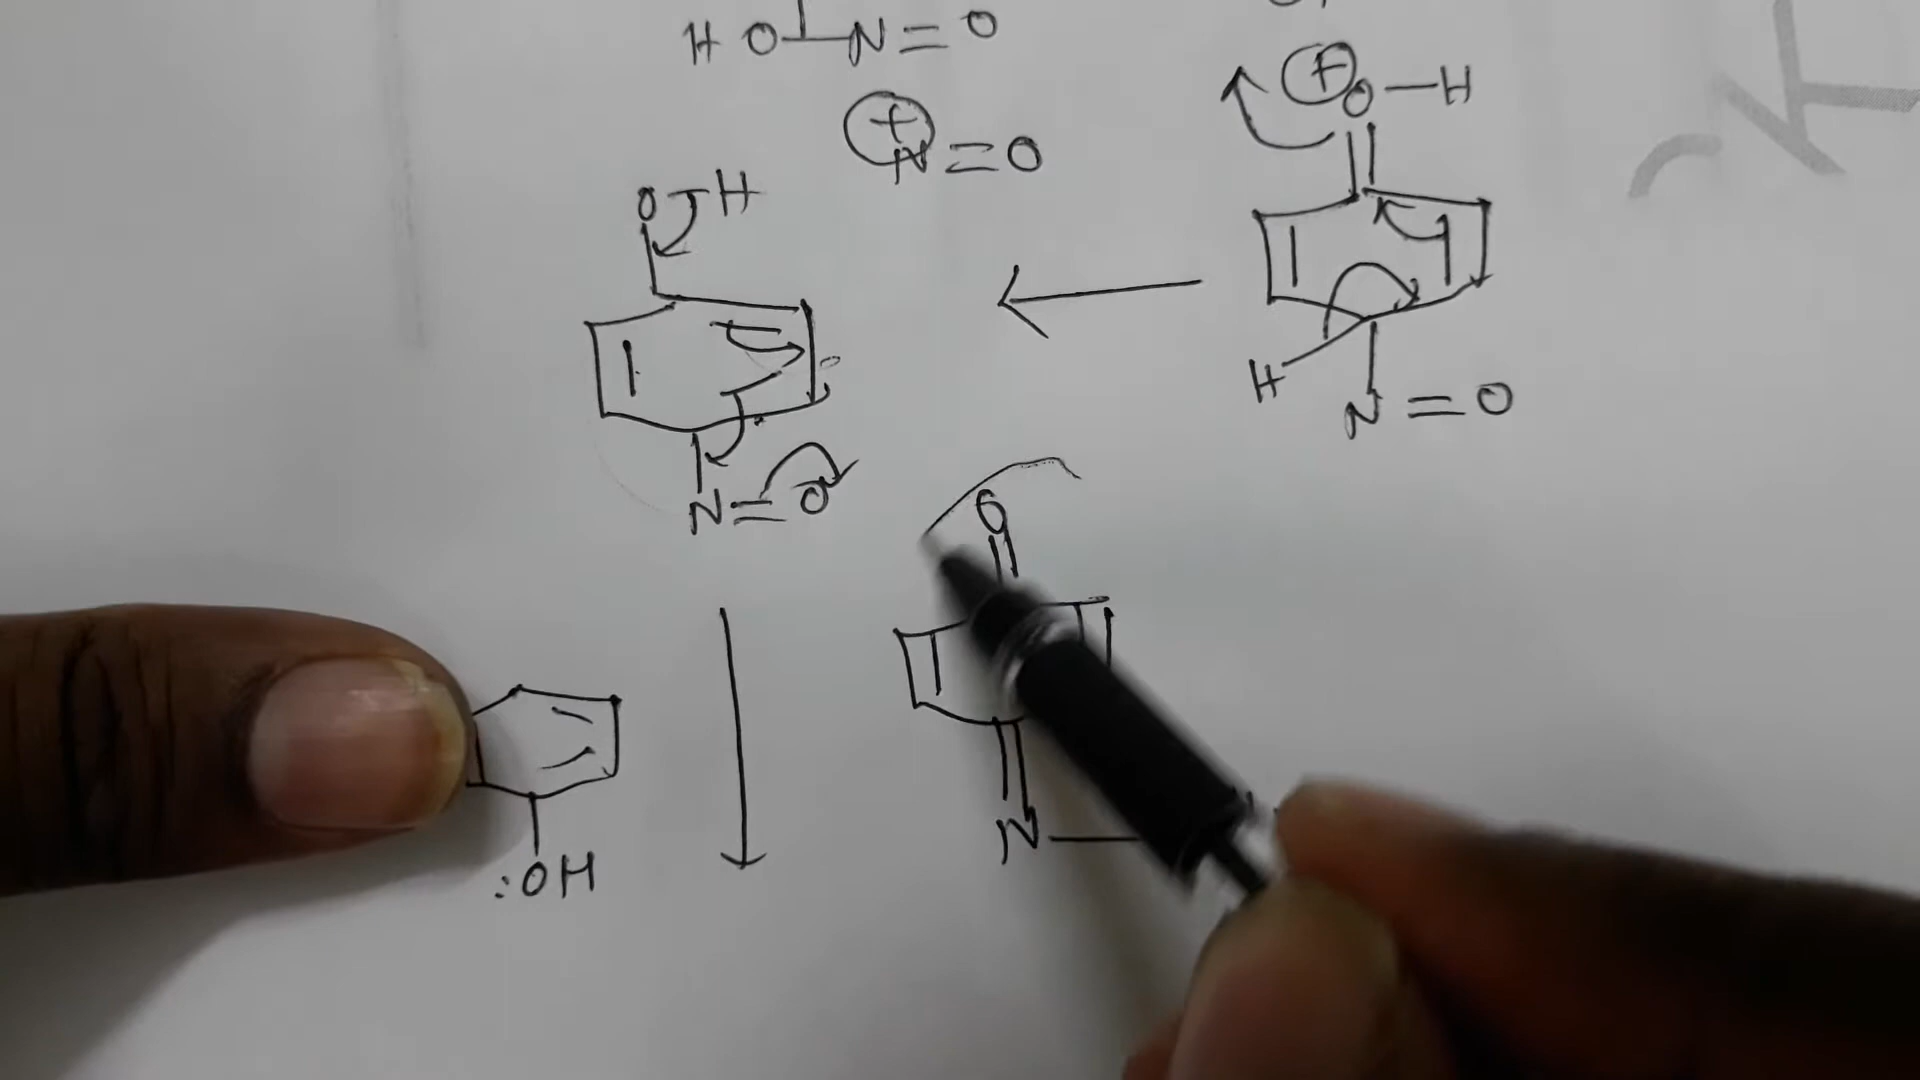 H O—N=O
+
N=O
+
O—H
O—H
H
N=O
N=O
O
N—
:OH